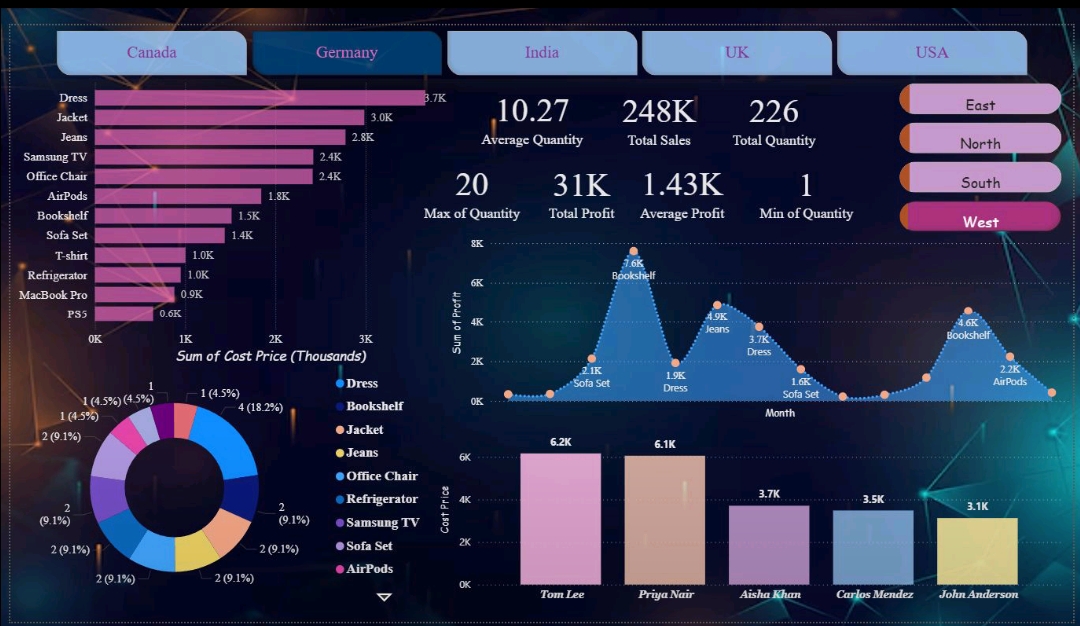 Canada
Germany
India
UK
USA
Dress
3.7K
Jacket
3.0K
Jeans
2.8K
Samsung TV
2.4K
Office Chair
2.4K
AirPods
1.8K
Bookshelf
1.5K
Sofa Set
1.4K
T-shirt
1.0K
Refrigerator
1.0K
MacBook Pro
0.9K
PS5
0.6K
0K
1K
2K
3K
Sum of Cost Price (Thousands)
10.27
Average Quantity
248K
Total Sales
226
Total Quantity
20
Max of Quantity
31K
Total Profit
1.43K
Average Profit
1
Min of Quantity
East
North
South
West
8K
6K
4K
2K
0K
Sum of Profit
2.1K
Sofa Set
7.6K
Bookshelf
1.9K
Dress
4.9K
Jeans
3.7K
Dress
1.6K
Sofa Set
4.6K
Bookshelf
2.2K
AirPods
Month
1 (4.5%)
4 (18.2%)
2
(9.1%)
2 (9.1%)
2 (9.1%)
2 (9.1%)
2 (9.1%)
2
(9.1%)
2 (9.1%)
1 (4.5%)
1 (4.5%)
1
(4.5%)
Dress
Bookshelf
Jacket
Jeans
Office Chair
Refrigerator
Samsung TV
Sofa Set
AirPods
6K
4K
2K
0K
Cost Price
6.2K
6.1K
3.7K
3.5K
3.1K
Tom Lee
Priya Nair
Aisha Khan
Carlos Mendez
John Anderson